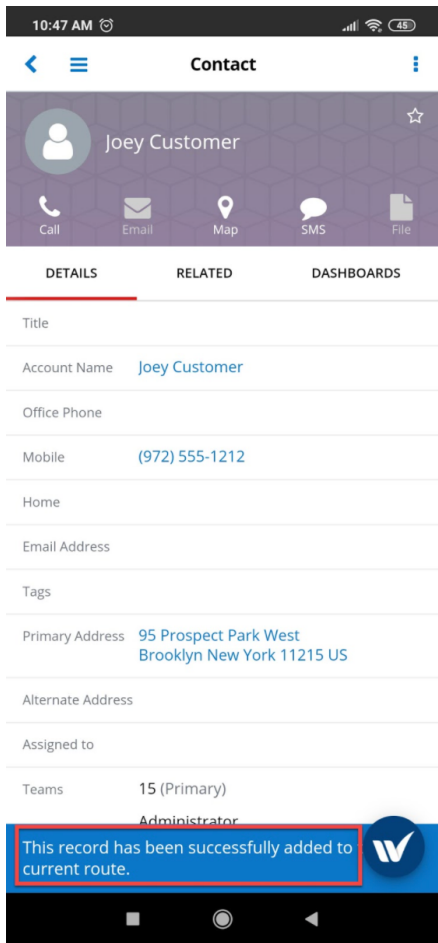 10:47 AM
45
Contact
Joey Customer
Call Email Map SMS File
DETAILS RELATED DASHBOARDS
Title
Account Name Joey Customer
Office Phone
Mobile (972) 555-1212
Home
Email Address
Tags
Primary Address 95 Prospect Park West
Brooklyn New York 11215 US
Alternate Address
Assigned to
Teams 15 (Primary)
Administrator
This record has been successfully added to
current route.